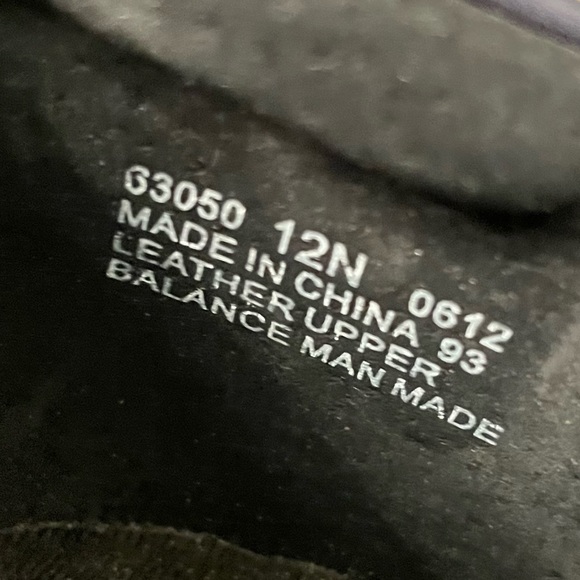 63050 12N 0612
MADE IN CHINA 93
LEATHER UPPER
BALANCE MAN MADE